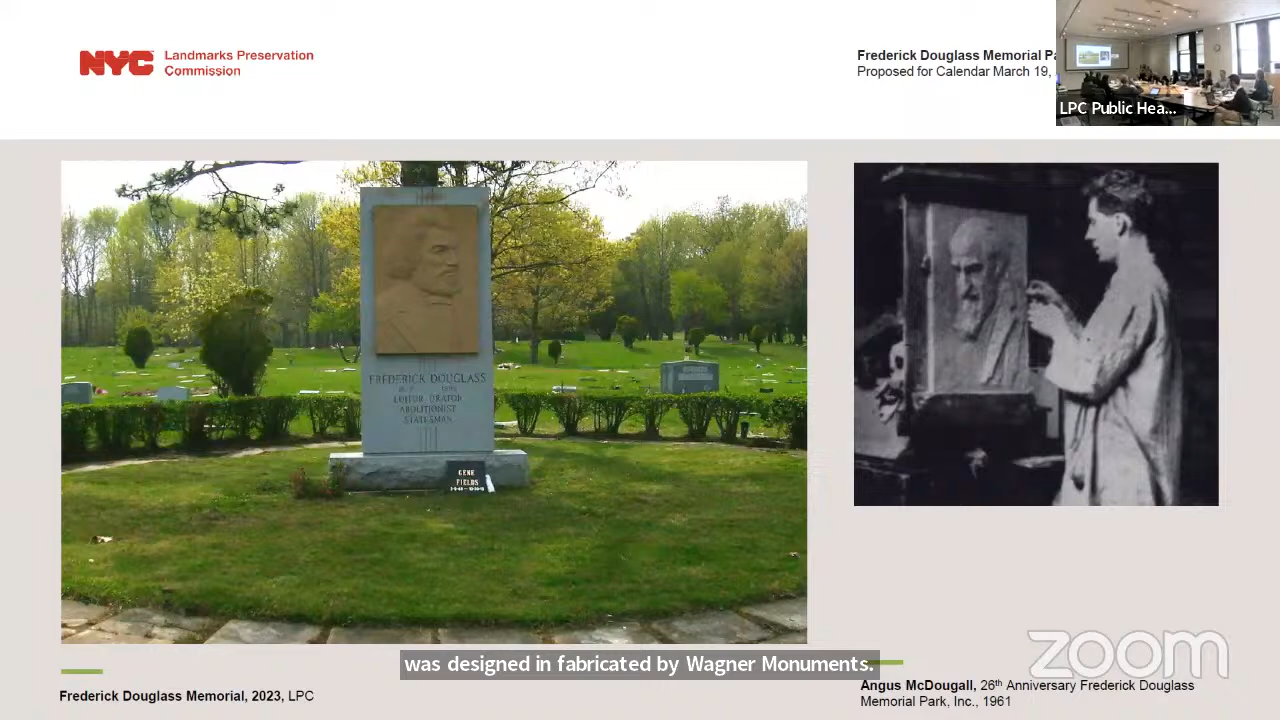 NYC Landmarks Preservation
Commission
Frederick Douglass Memorial
Proposed for Calendar March 19,
LPC Public Hea...
FREDERICK DOUGLASS
EDITOR ORATOR
ABOLITIONIST
STATESMAN
GENE
FIELDS
was designed in fabricated by Wagner Monuments.
zoom
Frederick Douglass Memorial, 2023, LPC
Angus McDougall, 26th Anniversary Frederick Douglass
Memorial Park, Inc., 1961